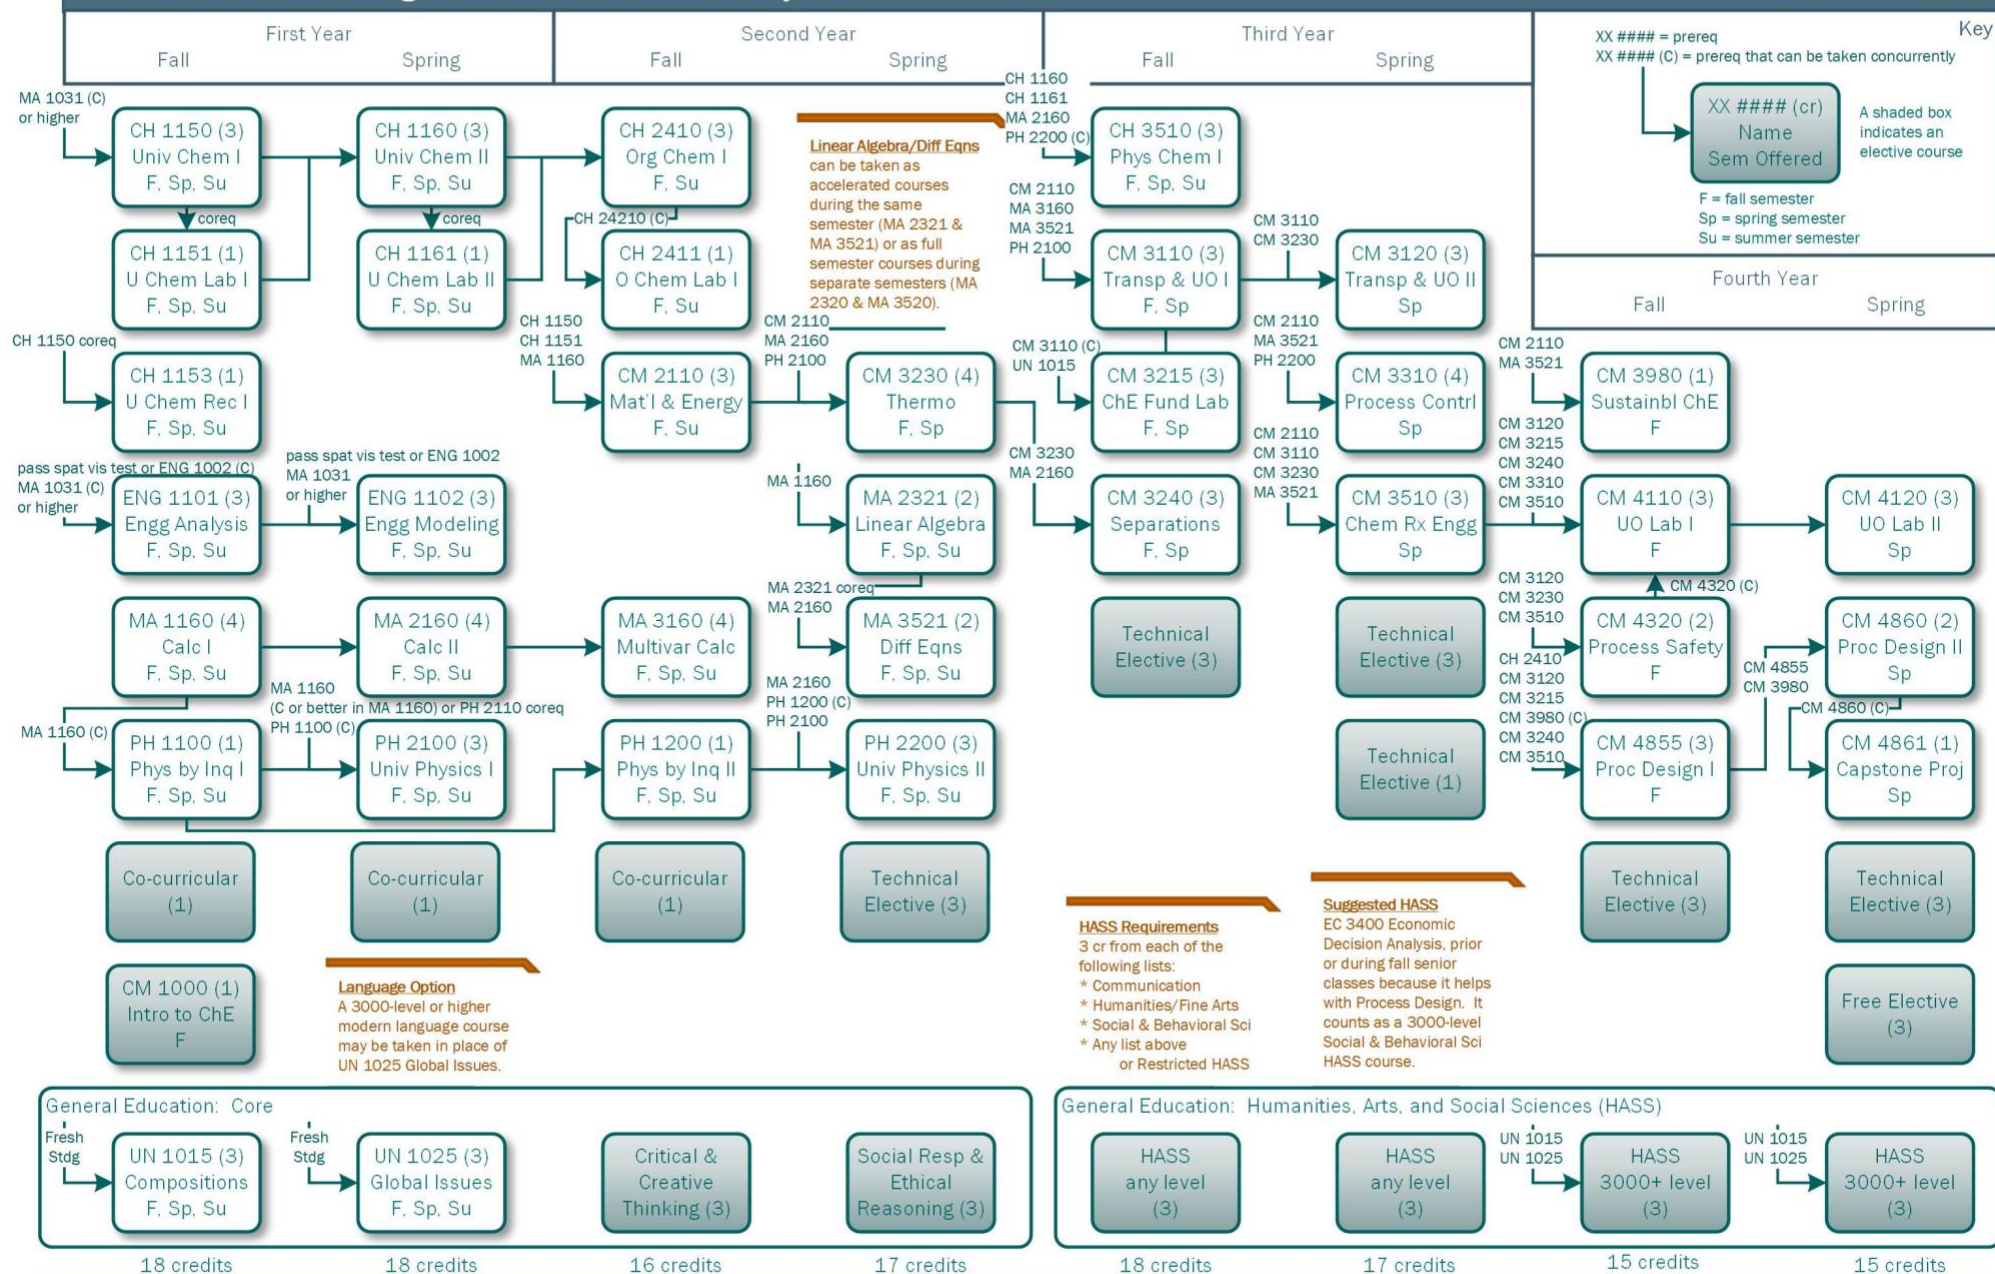 First Year
Fall
Spring
Second Year
Fall
Spring
Third Year
Fall
Spring
Key
XX #### = prereq
XX #### (C) = prereq that can be taken concurrently
XX #### (cr)
Name
Sem Offered
A shaded box
indicates an
elective course
F = fall semester
Sp = spring semester
Su = summer semester
Fourth Year
Fall
Spring
MA 1031 (C)
or higher
CH 1150 (3)
Univ Chem I
F, Sp, Su
coreq
CH 1151 (1)
U Chem Lab I
F, Sp, Su
CH 1150 coreq
CH 1153 (1)
U Chem Rec I
F, Sp, Su
pass spat vis test or ENG 1002 (C)
MA 1031 (C)
or higher
ENG 1101 (3)
Engg Analysis
F, Sp, Su
MA 1160 (4)
Calc I
F, Sp, Su
MA 1160 (C)
PH 1100 (1)
Phys by Inq I
F, Sp, Su
Co-curricular
(1)
CM 1000 (1)
Intro to ChE
F
CH 1160 (3)
Univ Chem II
F, Sp, Su
coreq
CH 1161 (1)
U Chem Lab II
F, Sp, Su
pass spat vis test or ENG 1002
MA 1031
or higher
ENG 1102 (3)
Engg Modeling
F, Sp, Su
MA 2160 (4)
Calc II
F, Sp, Su
MA 1160
(C or better in MA 1160) or PH 2110 coreq
PH 1100 (C)
PH 2100 (3)
Univ Physics I
F, Sp, Su
Co-curricular
(1)
Language Option
A 3000-level or higher
modern language course
may be taken in place of
UN 1025 Global Issues.
CH 2410 (3)
Org Chem I
F, Su
CH 24210 (C)
CH 2411 (1)
O Chem Lab I
F, Su
CH 1150
CH 1151
MA 1160
CM 2110 (3)
Mat'l & Energy
F, Su
MA 3160 (4)
Multivar Calc
F, Sp, Su
PH 1200 (1)
Phys by Inq II
F, Sp, Su
Co-curricular
(1)
Linear Algebra/Diff Eqns
can be taken as
accelerated courses
during the same
semester (MA 2321 &
MA 3521) or as full
semester courses during
separate semesters (MA
2320 & MA 3520).
CM 2110
MA 2160
PH 2100
CM 3230 (4)
Thermo
F, Sp
MA 1160
MA 2321 (2)
Linear Algebra
F, Sp, Su
MA 2321 coreq
MA 2160
MA 3521 (2)
Diff Eqns
F, Sp, Su
MA 2160
PH 1200 (C)
PH 2100
PH 2200 (3)
Univ Physics II
F, Sp, Su
Technical
Elective (3)
CH 1160
CH 1161
MA 2160
PH 2200 (C)
CH 3510 (3)
Phys Chem I
F, Sp, Su
CM 2110
MA 3160
MA 3521
PH 2100
CM 3110 (3)
Transp & UO I
F, Sp
CM 3110 (C)
UN 1015
CM 3215 (3)
ChE Fund Lab
F, Sp
CM 3230
MA 2160
CM 3240 (3)
Separations
F, Sp
Technical
Elective (3)
HASS Requirements
3 cr from each of the
following lists:
* Communication
* Humanities/Fine Arts
* Social & Behavioral Sci
* Any list above
or Restricted HASS
CM 3110
CM 3230
CM 3120 (3)
Transp & UO II
Sp
CM 2110
MA 3521
PH 2200
CM 3310 (4)
Process Contrl
Sp
CM 2110
CM 3110
CM 3230
MA 3521
CM 3510 (3)
Chem Rx Engg
Sp
Technical
Elective (3)
Technical
Elective (1)
Suggested HASS
EC 3400 Economic
Decision Analysis, prior
or during fall senior
classes because it helps
with Process Design. It
counts as a 3000-level
Social & Behavioral Sci
HASS course.
CM 2110
MA 3521
CM 3980 (1)
Sustainbl ChE
F
CM 3120
CM 3215
CM 3240
CM 3310
CM 3510
CM 4110 (3)
UO Lab I
F
CM 4320 (C)
CM 3120
CM 3230
CM 3510
CM 4320 (2)
Process Safety
F
CH 2410
CM 3120
CM 3215
CM 3980 (C)
CM 3240
CM 3510
CM 4855 (3)
Proc Design I
F
Technical
Elective (3)
CM 4120 (3)
UO Lab II
Sp
CM 4855
CM 3980
CM 4860 (2)
Proc Design II
Sp
CM 4860 (C)
CM 4861 (1)
Capstone Proj
Sp
Technical
Elective (3)
Free Elective
(3)
General Education: Core
Fresh
Stdg
UN 1015 (3)
Compositions
F, Sp, Su
Fresh
Stdg
UN 1025 (3)
Global Issues
F, Sp, Su
Critical &
Creative
Thinking (3)
Social Resp &
Ethical
Reasoning (3)
General Education: Humanities, Arts, and Social Sciences (HASS)
HASS
any level
(3)
HASS
any level
(3)
UN 1015
UN 1025
HASS
3000+ level
(3)
UN 1015
UN 1025
HASS
3000+ level
(3)
18 credits
18 credits
16 credits
17 credits
18 credits
17 credits
15 credits
15 credits